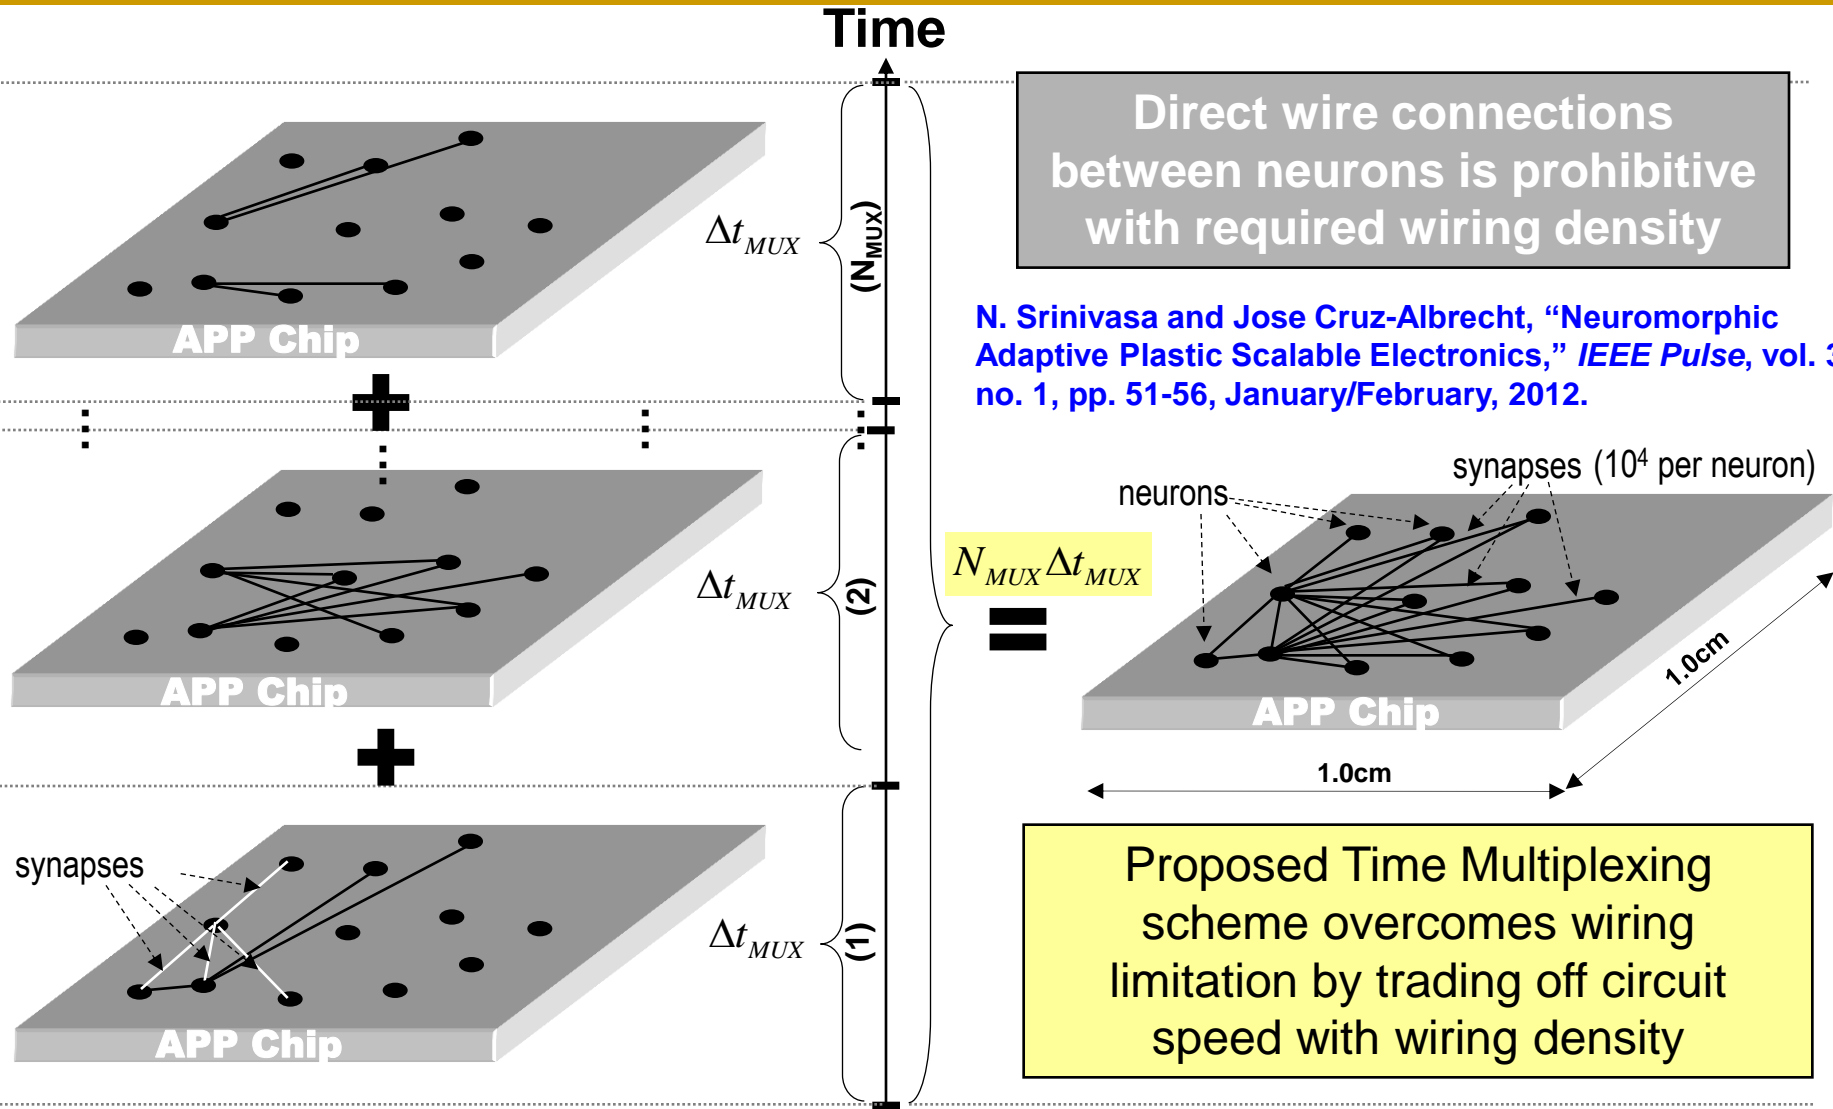 Time
Direct wire connections
between neurons is prohibitive
with required wiring density
Δt_MUX
(N_MUX)
APP Chip
N. Srinivasa and Jose Cruz-Albrecht, “Neuromorphic
Adaptive Plastic Scalable Electronics,” IEEE Pulse, vol. 3
no. 1, pp. 51-56, January/February, 2012.
synapses (10⁴ per neuron)
neurons
N_MUX Δt_MUX
Δt_MUX
(2)
APP Chip
APP Chip
1.0cm
1.0cm
synapses
Δt_MUX
(1)
APP Chip
Proposed Time Multiplexing
scheme overcomes wiring
limitation by trading off circuit
speed with wiring density